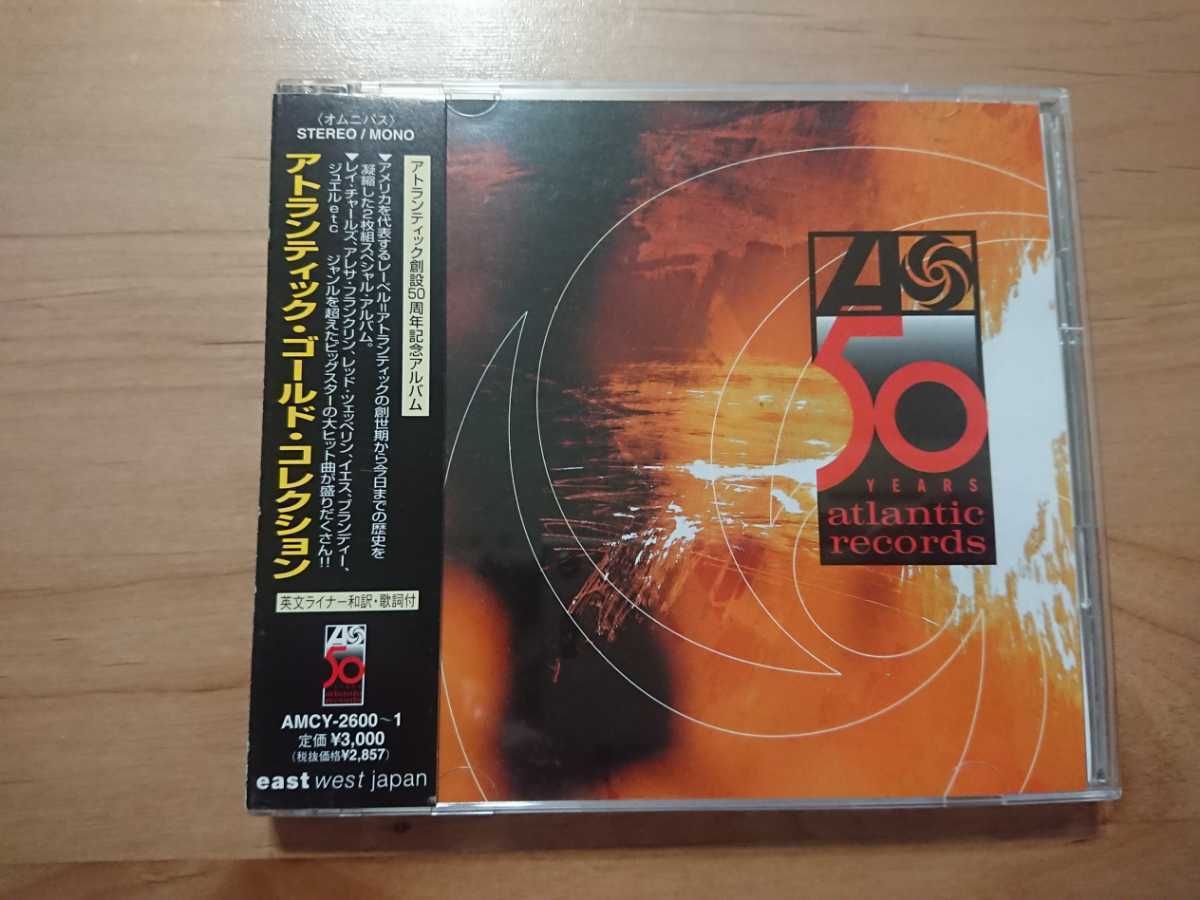 〈オムニバス〉
STEREO / MONO
アトランティック創設50周年記念アルバム
▼アメリカを代表するレーベル=アトランティックの創世期から今日までの歴史を
凝縮した2枚組スペシャル・アルバム。
▼レイ・チャールズ、アレサ・フランクリン、レッド・ツェッペリン、イエス、ブランディー、
ジュエル etc ジャンルを超えたビッグスターの大ヒット曲が盛りだくさん!!
アトランティック・ゴールド・コレクション
英文ライナー和訳・歌詞付
50
YEARS
atlantic
records
AMCY-2600~1
定価¥3,000
(税抜価格¥2,857)
east west japan
50
YEARS
atlantic
records